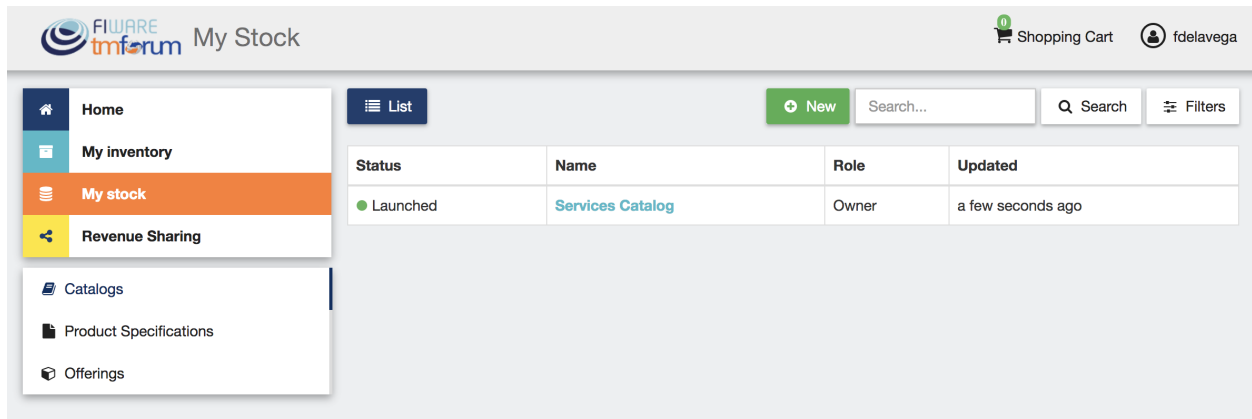 FIWARE
tmforum My Stock
0
Shopping Cart
fdelavega
Home
My inventory
My stock
Revenue Sharing
Catalogs
Product Specifications
Offerings
List
New
Search...
Search
Filters
Status Name Role Updated
Launched Services Catalog Owner a few seconds ago